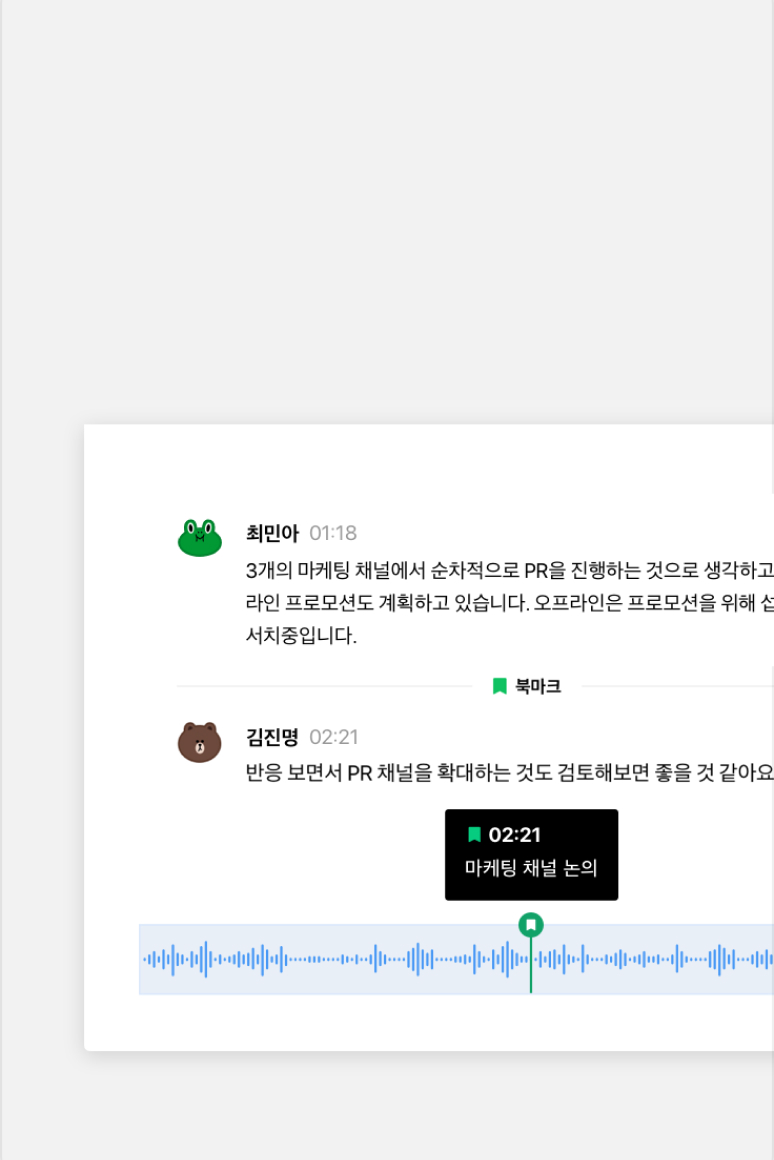 최민아 01:18
3개의 마케팅 채널에서 순차적으로 PR을 진행하는 것으로 생각하고
라인 프로모션도 계획하고 있습니다. 오프라인은 프로모션을 위해 섭
서치중입니다.
북마크
김진명 02:21
반응 보면서 PR 채널을 확대하는 것도 검토해보면 좋을 것 같아요
02:21
마케팅 채널 논의